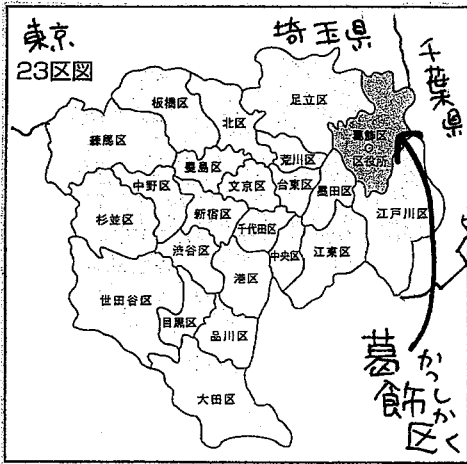 東京
23区図
埼玉県
千葉県
板橋区
北区
足立区
葛飾区
区役所
練馬区
豊島区
荒川区
中野区
文京区
台東区
墨田区
杉並区
新宿区
千代田区
江戸川区
渋谷区
中央区
江東区
港区
世田谷区
目黒区
品川区
大田区
葛飾区
かつしかく